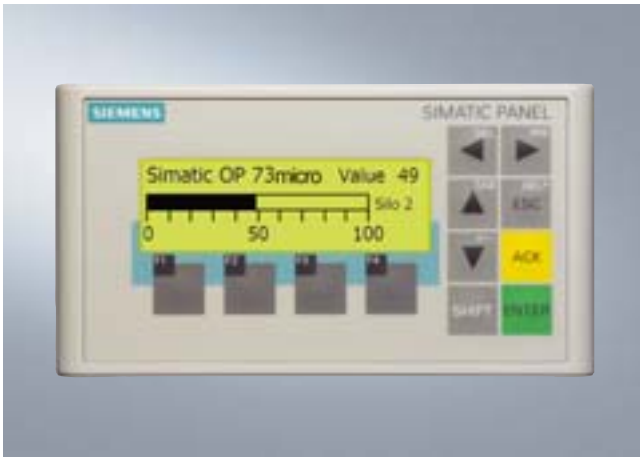 SIEMENS
SIMATIC PANEL
Simatic OP 73micro Value 49
Silo 2
0 50 100
F1 F2 F3 F4
ESC
ACK
SHIFT ENTER